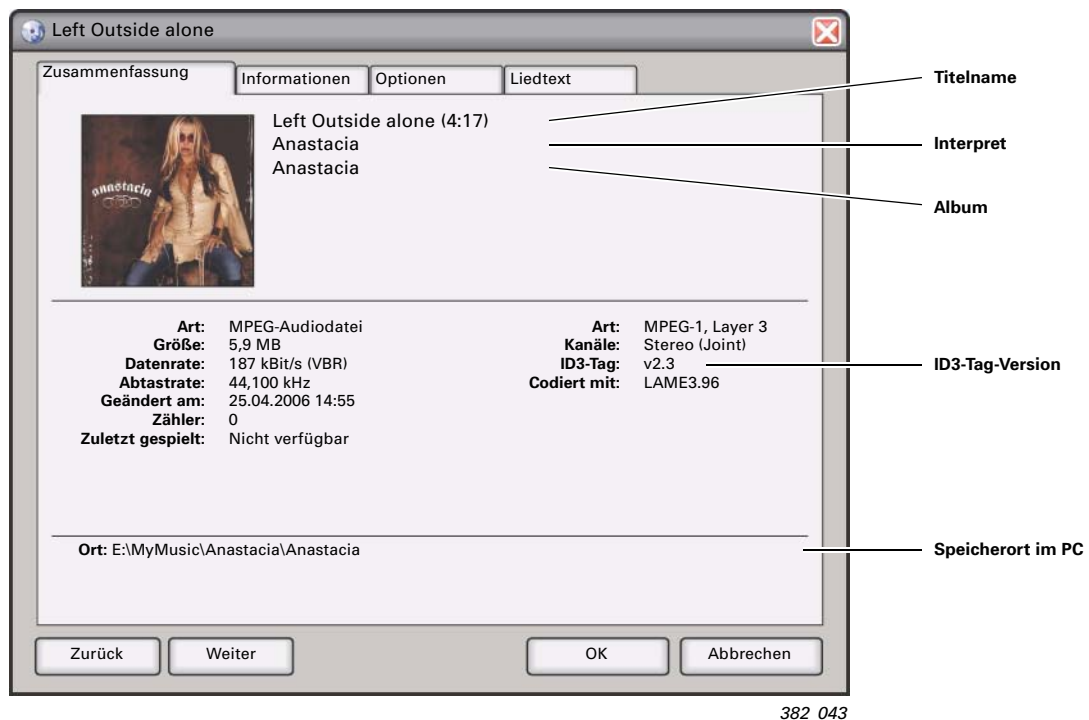 Left Outside alone
Zusammenfassung
Informationen
Optionen
Liedtext
Titelname
Left Outside alone (4:17)
Anastacia
Interpret
Anastacia
Album
anastacia
Art: MPEG-Audiodatei
Größe: 5,9 MB
Datenrate: 187 kBit/s (VBR)
Abtastrate: 44,100 kHz
Geändert am: 25.04.2006 14:55
Zähler: 0
Zuletzt gespielt: Nicht verfügbar
Art: MPEG-1, Layer 3
Kanäle: Stereo (Joint)
ID3-Tag: v2.3
Codiert mit: LAME3.96
ID3-Tag-Version
Ort: E:\MyMusic\Anastacia\Anastacia
Speicherort im PC
Zurück
Weiter
OK
Abbrechen
382_043